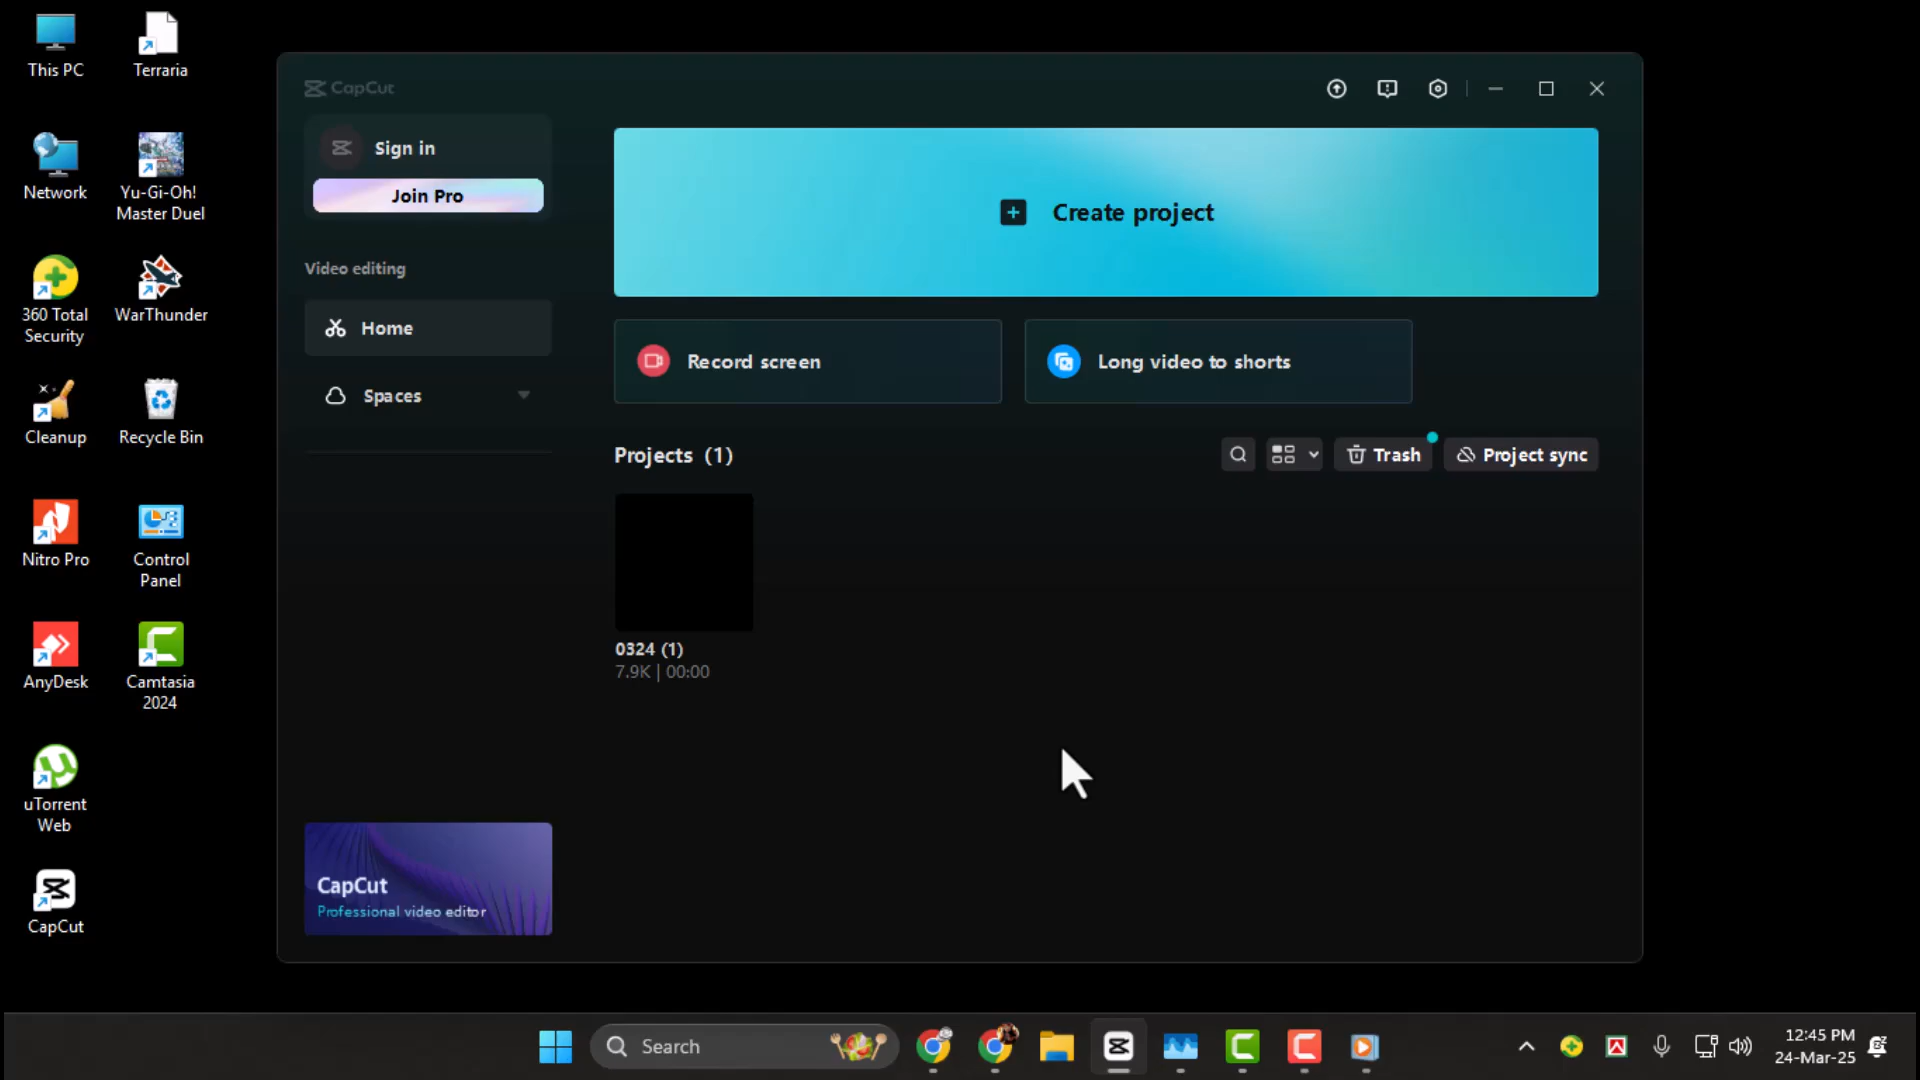 This PC
Terraria
Network
Yu-Gi-Oh!
Master Duel
360 Total
Security
WarThunder
Cleanup
Recycle Bin
Nitro Pro
Control
Panel
AnyDesk
Camtasia
2024
uTorrent
Web
CapCut
CapCut
Sign in
Join Pro
Video editing
Home
Spaces
CapCut
Professional video editor
Create project
Record screen
Long video to shorts
Projects (1)
Trash
Project sync
0324 (1)
7.9K | 00:00
Search
12:45 PM
24-Mar-25